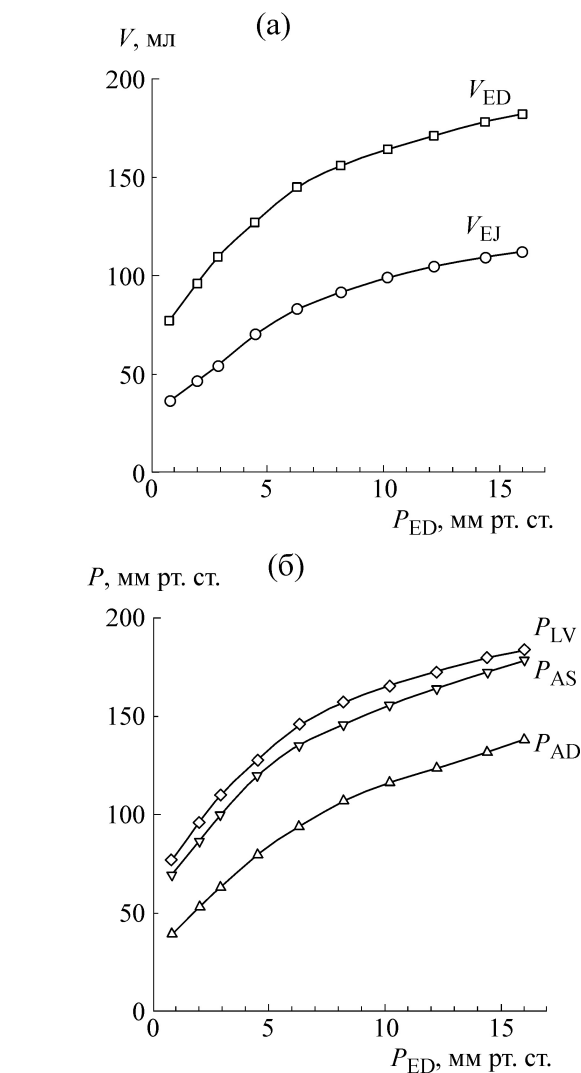 (а)
V, мл
200
V_ED
150
V_EJ
100
50
0
0 5 10 15
P_ED, мм рт. ст.
(б)
P, мм рт. ст.
200
P_LV
P_AS
150
P_AD
100
50
0
0 5 10 15
P_ED, мм рт. ст.